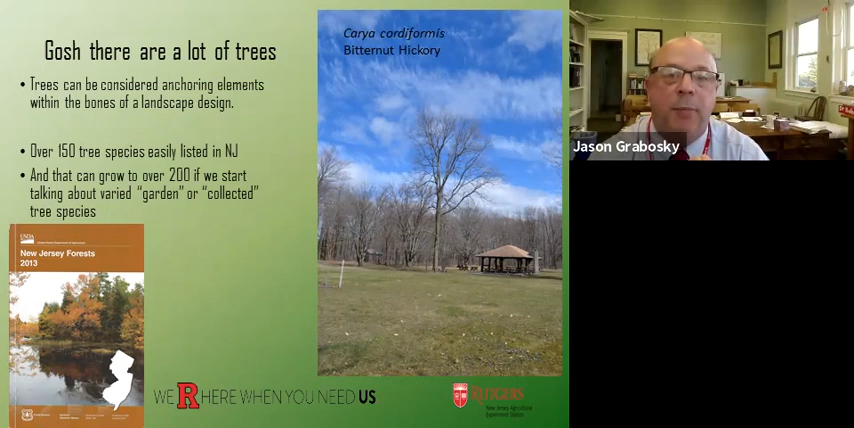 Gosh there are a lot of trees
• Trees can be considered anchoring elements
within the bones of a landscape design.
• Over 150 tree species easily listed in NJ
• And that can grow to over 200 if we start
talking about varied "garden" or "collected"
tree species
Carya cordiformis
Bitternut Hickory
Jason Grabosky
USDA
New Jersey Forests
2013
WE R HERE WHEN YOU NEED US
RUTGERS
New Jersey Agricultural
Experiment Station